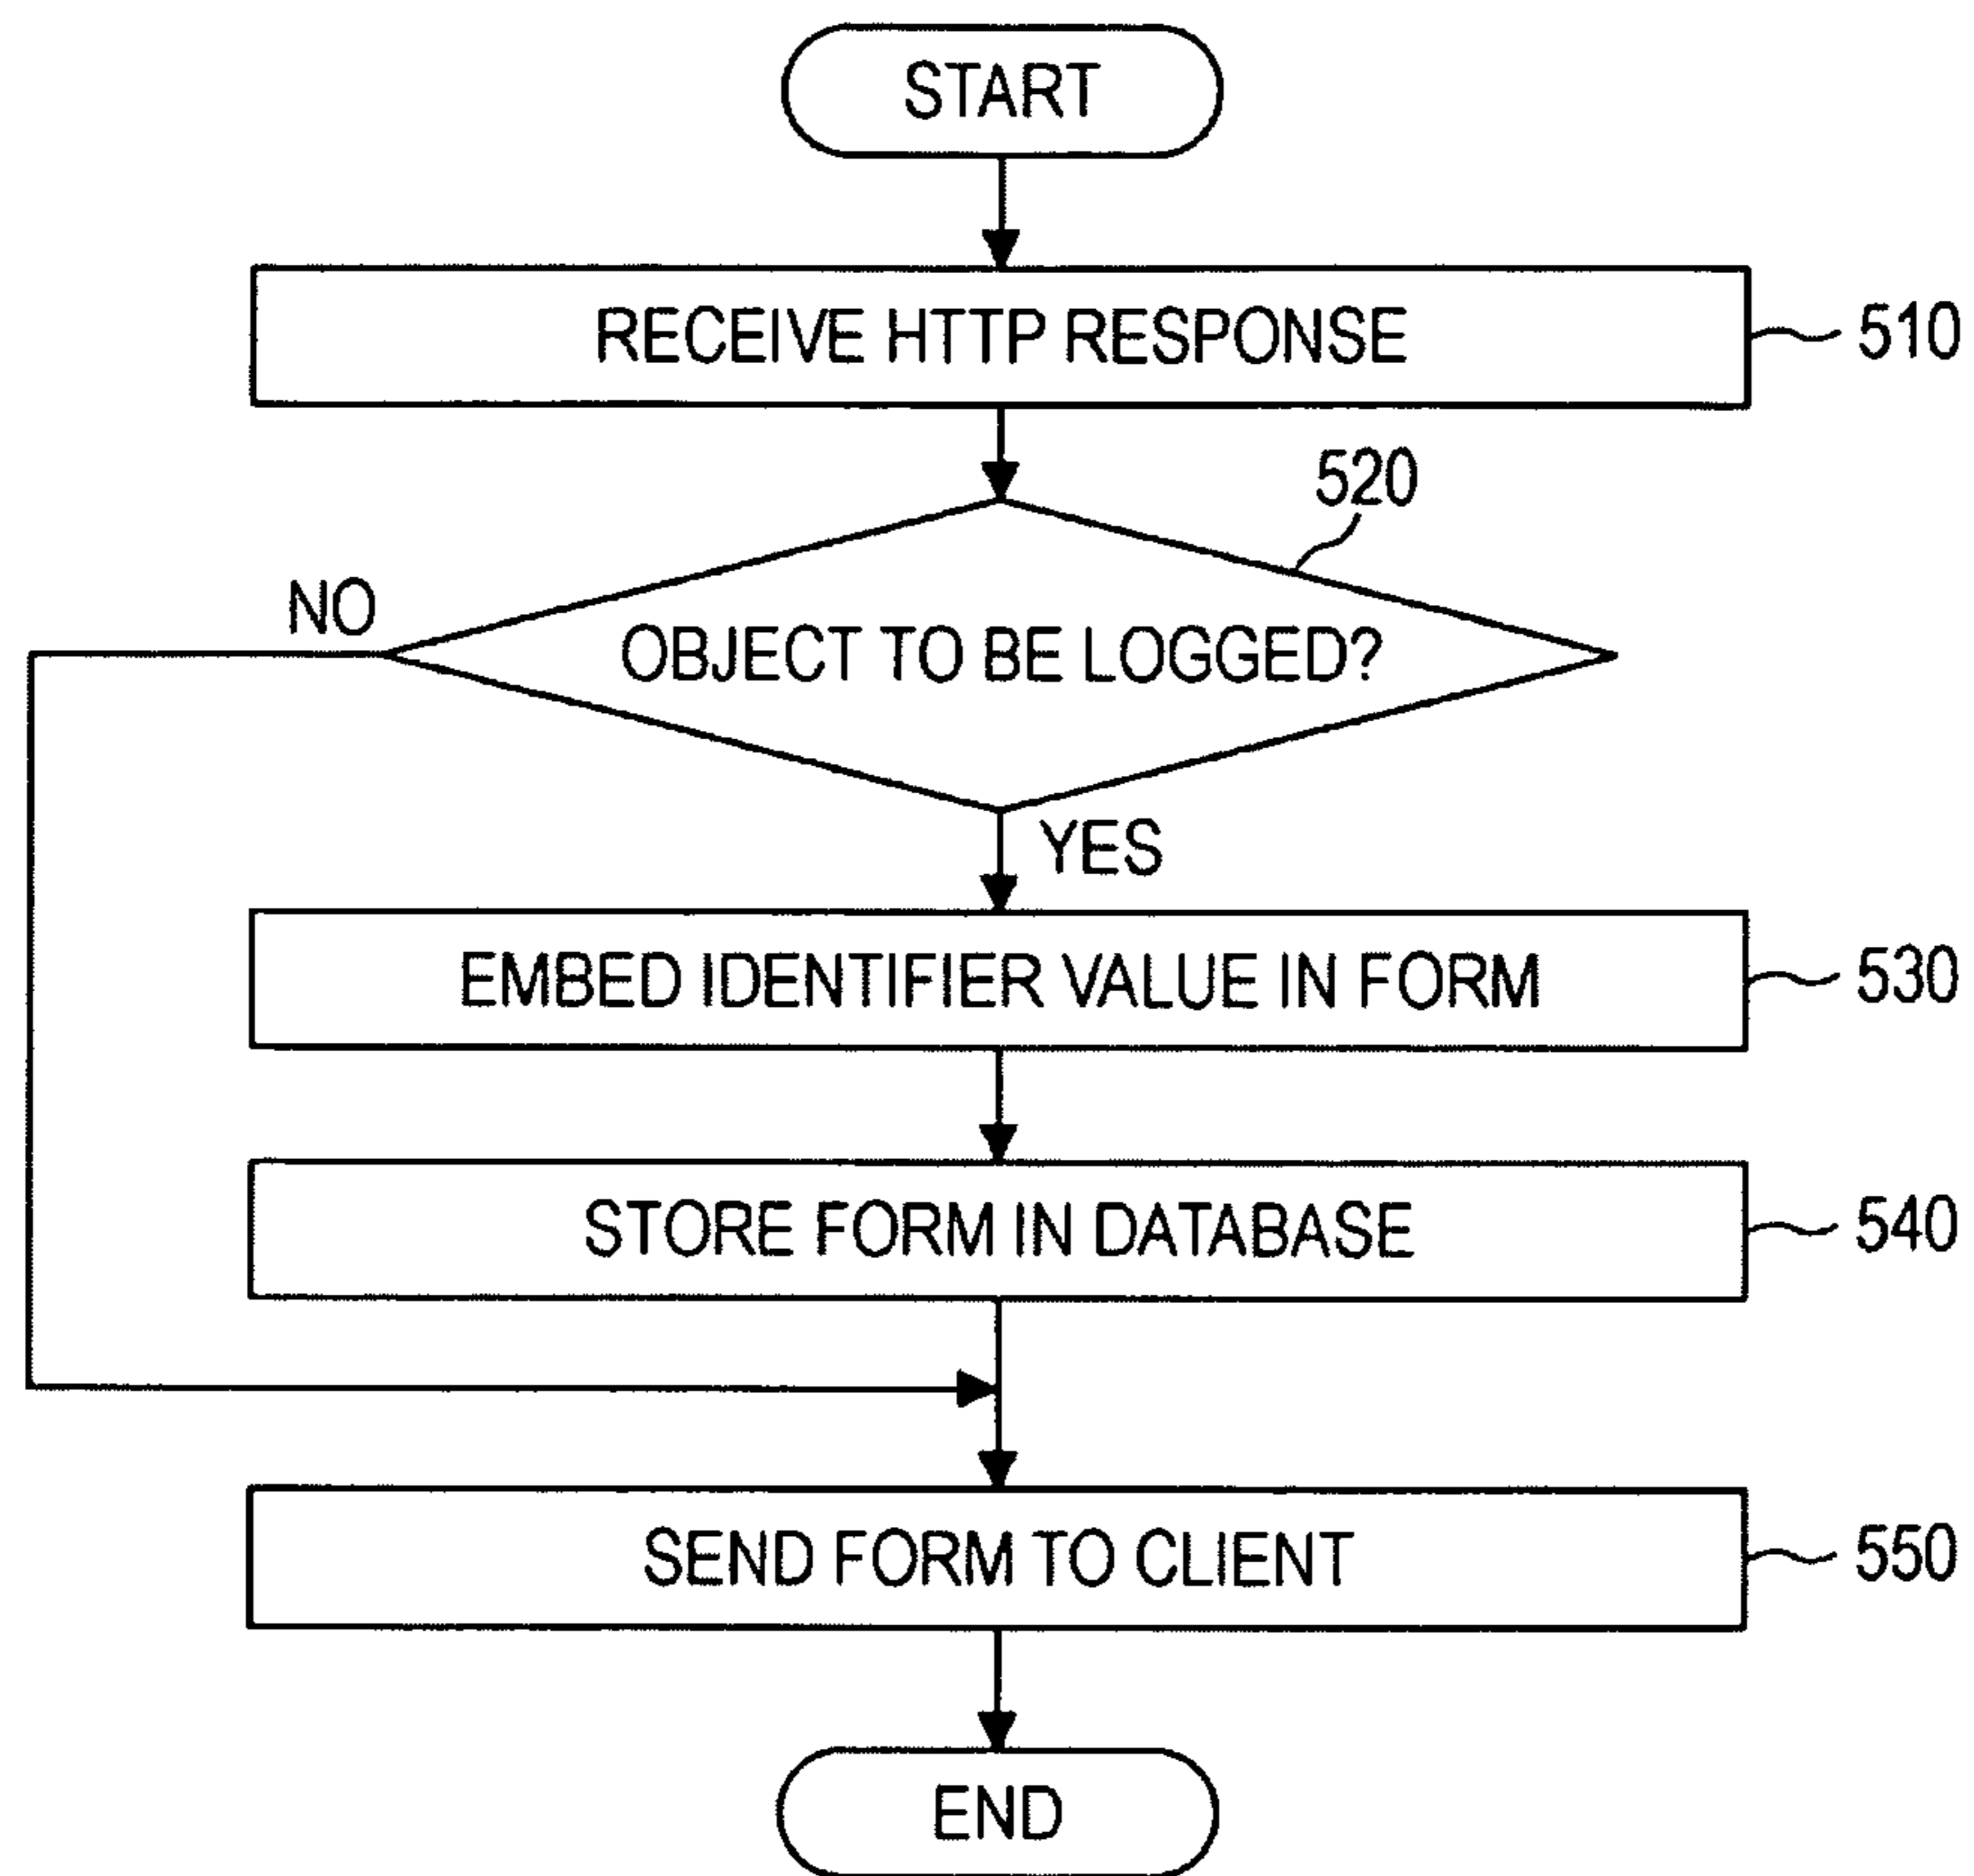 START
RECEIVE HTTP RESPONSE
510
520
NO
OBJECT TO BE LOGGED?
YES
EMBED IDENTIFIER VALUE IN FORM
530
STORE FORM IN DATABASE
540
SEND FORM TO CLIENT
550
END